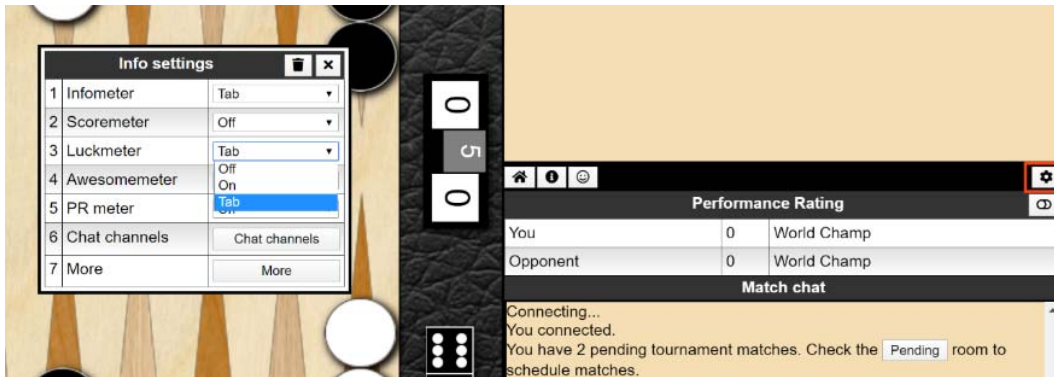 Info settings
1 Infometer Tab
2 Scoremeter Off
3 Luckmeter Tab
Off
On
Tab
4 Awesomemeter
5 PR meter
6 Chat channels Chat channels
7 More More
0
5
0
Performance Rating
You 0 World Champ
Opponent 0 World Champ
Match chat
Connecting...
You connected.
You have 2 pending tournament matches. Check the Pending room to
schedule matches.